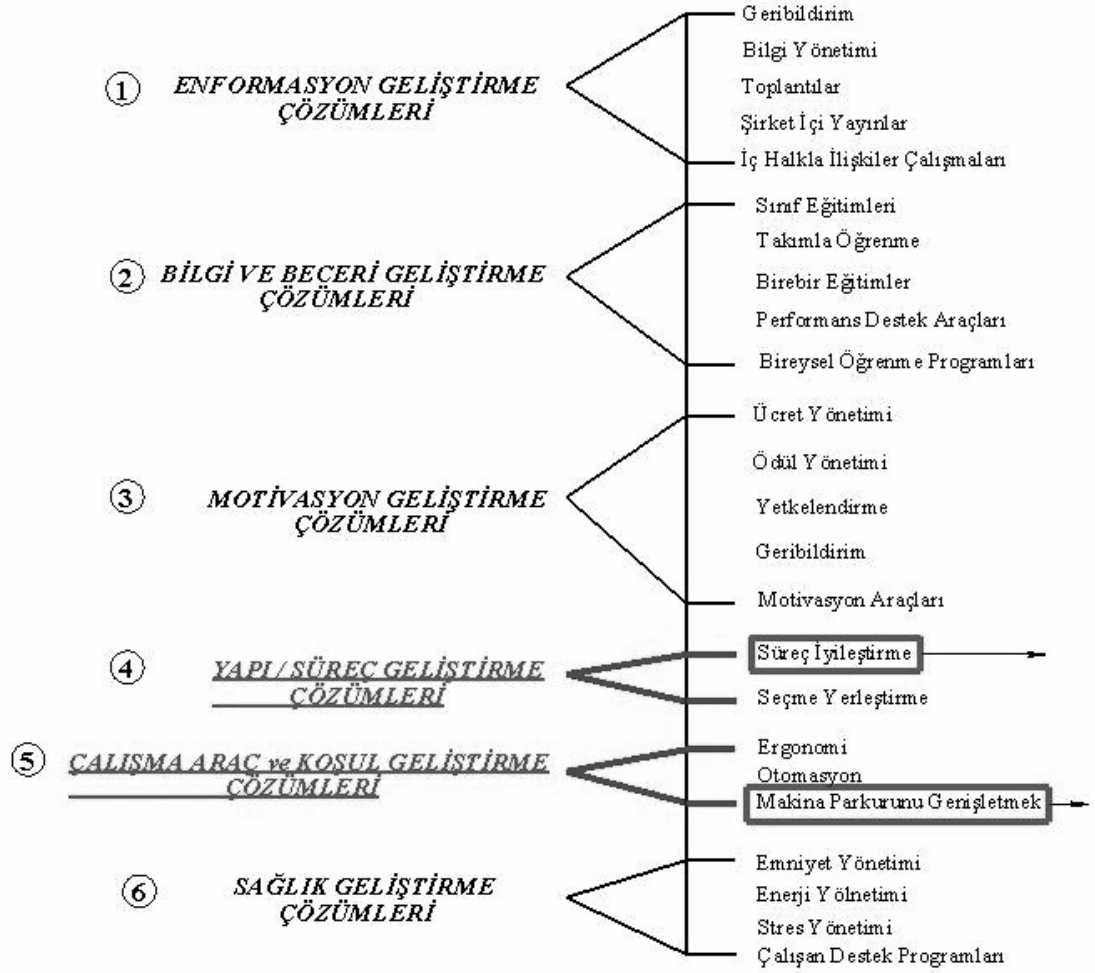 1 ENFORMASYON GELİŞTİRME
ÇÖZÜMLERİ
Geribildirim
Bilgi Yönetimi
Toplantılar
Şirket İçi Yayınlar
İç Halkla İlişkiler Çalışmaları
2 BİLGİ VE BECERİ GELİŞTİRME
ÇÖZÜMLERİ
Sınıf Eğitimleri
Takımla Öğrenme
Birebir Eğitimler
Performans Destek Araçları
Bireysel Öğrenme Programları
3 MOTİVASYON GELİŞTİRME
ÇÖZÜMLERİ
Ücret Yönetimi
Ödül Yönetimi
Yetkelendirme
Geribildirim
Motivasyon Araçları
4 YAPI / SÜREÇ GELİŞTİRME
ÇÖZÜMLERİ
Süreç İyileştirme
Seçme Yerleştirme
5 ÇALIŞMA ARAÇ ve KOŞUL GELİŞTİRME
ÇÖZÜMLERİ
Ergonomi
Otomasyon
Makina Parkurunu Genişletmek
6 SAĞLIK GELİŞTİRME
ÇÖZÜMLERİ
Emniyet Yönetimi
Enerji Yölnetimi
Stres Yönetimi
Çalışan Destek Programları